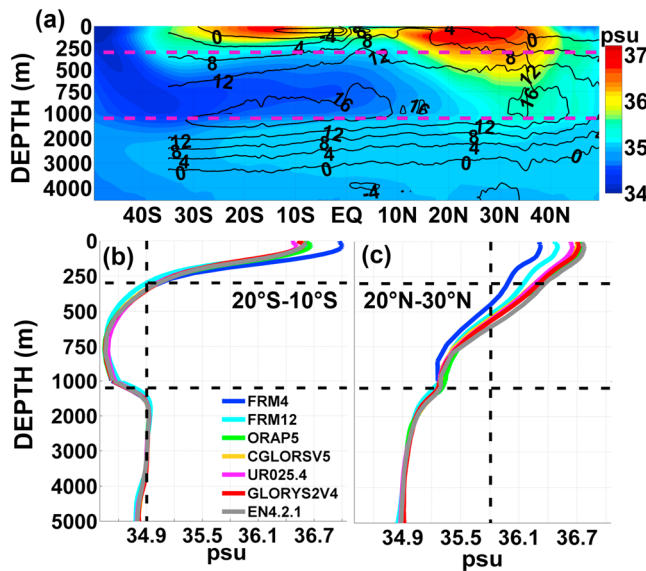 (a)
psu
DEPTH (m)
0
250
500
750
1000
2000
3000
4000
0
-4
4
8
4
8
12
16
16
12
16
0
8
12
8
4
0
12
8
4
0
-4
37
36
35
34
40S 30S 20S 10S EQ 10N 20N 30N 40N
(b)
DEPTH (m)
0
250
500
750
1000
2000
3000
4000
5000
20°S-10°S
FRM4
FRM12
ORAP5
CGLORSV5
UR025.4
GLORYS2V4
EN4.2.1
34.9 35.5 36.1 36.7
psu
(c)
20°N-30°N
34.9 35.5 36.1 36.7
psu